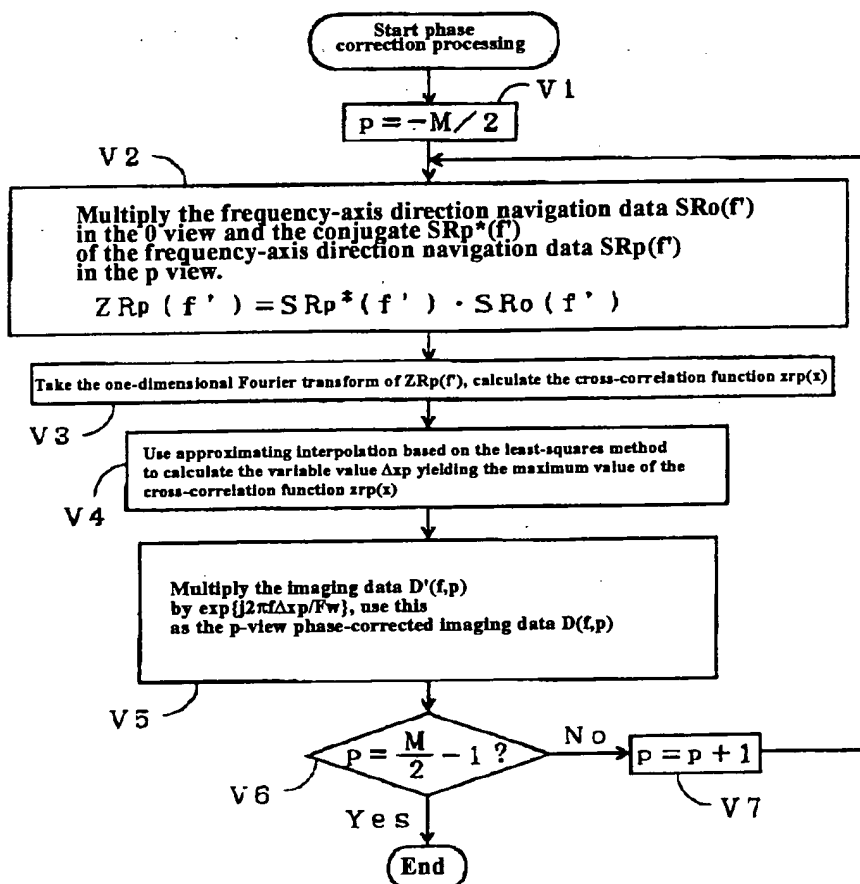 Start phase
correction processing
V1
p = -M/2
V2
Multiply the frequency-axis direction navigation data SRo(f')
in the 0 view and the conjugate SRp*(f')
of the frequency-axis direction navigation data SRp(f')
in the p view.
ZRp(f') = SRp*(f') · SRo(f')
Take the one-dimensional Fourier transform of ZRp(f'), calculate the cross-correlation function zrp(x)
V3
Use approximating interpolation based on the least-squares method
to calculate the variable value Δxp yielding the maximum value of the
cross-correlation function zrp(x)
V4
Multiply the imaging data D'(f,p)
by exp{j2πfΔxp/Fw}, use this
as the p-view phase-corrected imaging data D(f,p)
V5
p = M/2 - 1 ?
No
p = p + 1
V6
V7
Yes
End